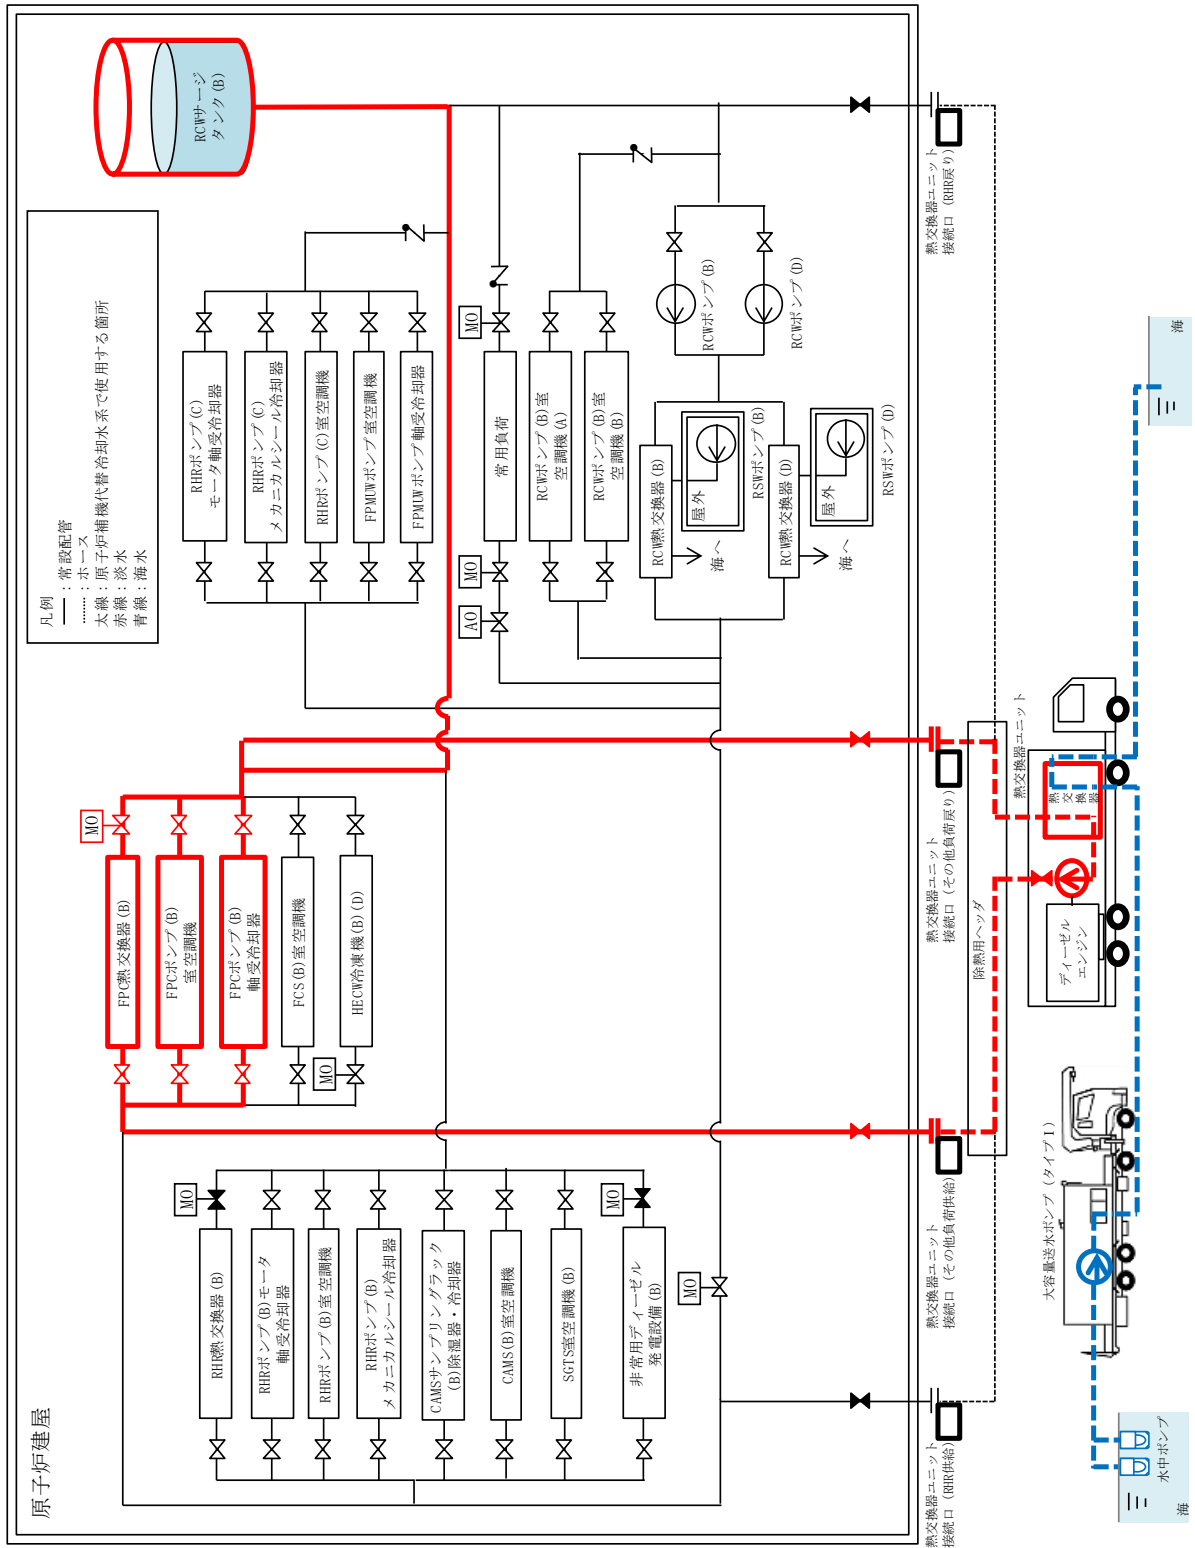 原子炉建屋
RHR熱交換器(B)
RHRポンプ(B)モータ
軸受冷却器
RHRポンプ(B)室空調機
RHRポンプ(B)
メカニカルシール冷却器
CAMSサンプリングラック
(B)除湿器・冷却器
CAMS(B)室空調機
SGTS室空調機(B)
非常用ディーゼル
発電設備(B)
MO
MO
MO
FPC熱交換器(B)
FPCポンプ(B)
室空調機
FPCポンプ(B)
軸受冷却器
FCS(B)室空調機
HECW冷凍機(B)(D)
MO
MO
凡例
：常設配管
：ホース
太線：原子炉補機代替冷却水系で使用する箇所
赤線：淡水
青線：海水
RHRポンプ(C)
モータ軸受冷却器
RHRポンプ(C)
メカニカルシール冷却器
RHRポンプ(C)室空調機
FPMUWポンプ室空調機
FPMUWポンプ軸受冷却器
AO
MO
MO
常用負荷
RCWポンプ(B)室
空調機(A)
RCWポンプ(B)室
空調機(B)
RCW熱交換器(B)
海へ
屋外
RSWポンプ(B)
RCW熱交換器(D)
海へ
屋外
RSWポンプ(D)
RCWポンプ(B)
RCWポンプ(D)
RCWサージ
タンク(B)
熱交換器ユニット
接続口（RHR供給）
熱交換器ユニット
接続口（その他負荷供給）
熱交換器ユニット
接続口（その他負荷戻り）
熱交換器ユニット
接続口（RHR戻り）
除熱用ヘッダ
熱交換器ユニット
ディーゼル
エンジン
熱
交
換
器
大容量送水ポンプ（タイプⅠ）
水中ポンプ
海
海